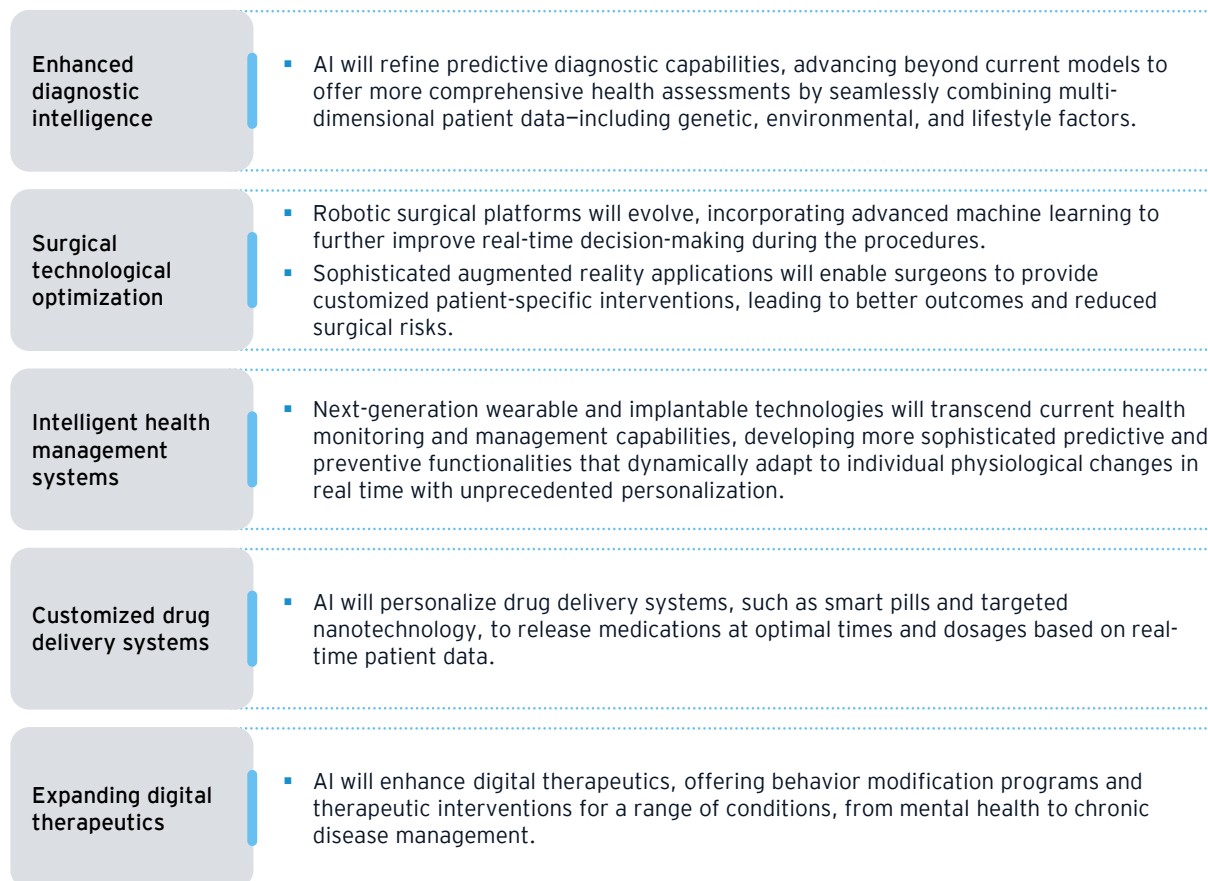 Enhanced
diagnostic
intelligence
▪ AI will refine predictive diagnostic capabilities, advancing beyond current models to
offer more comprehensive health assessments by seamlessly combining multi-
dimensional patient data—including genetic, environmental, and lifestyle factors.
Surgical
technological
optimization
▪ Robotic surgical platforms will evolve, incorporating advanced machine learning to
further improve real-time decision-making during the procedures.
▪ Sophisticated augmented reality applications will enable surgeons to provide
customized patient-specific interventions, leading to better outcomes and reduced
surgical risks.
Intelligent health
management
systems
▪ Next-generation wearable and implantable technologies will transcend current health
monitoring and management capabilities, developing more sophisticated predictive and
preventive functionalities that dynamically adapt to individual physiological changes in
real time with unprecedented personalization.
Customized drug
delivery systems
▪ AI will personalize drug delivery systems, such as smart pills and targeted
nanotechnology, to release medications at optimal times and dosages based on real-
time patient data.
Expanding digital
therapeutics
▪ AI will enhance digital therapeutics, offering behavior modification programs and
therapeutic interventions for a range of conditions, from mental health to chronic
disease management.